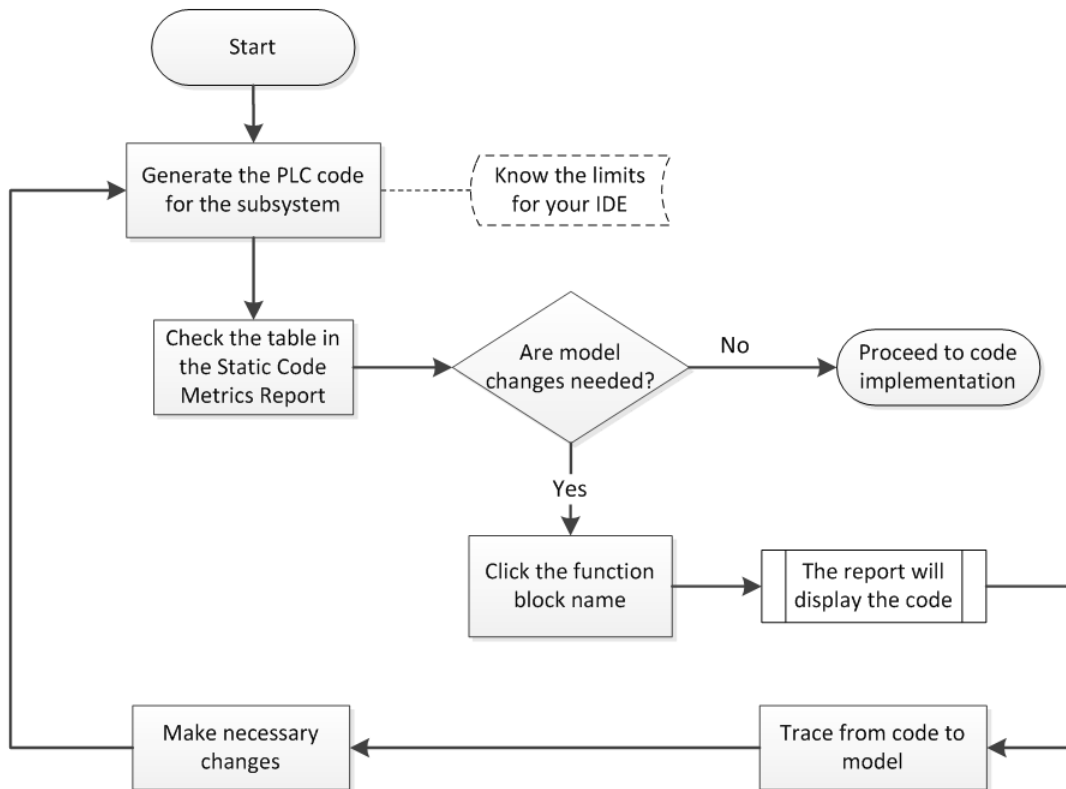 Start
Generate the PLC code
for the subsystem
Know the limits
for your IDE
Check the table in
the Static Code
Metrics Report
Are model
changes needed?
No
Proceed to code
implementation
Yes
Click the function
block name
The report will
display the code
Trace from code to
model
Make necessary
changes